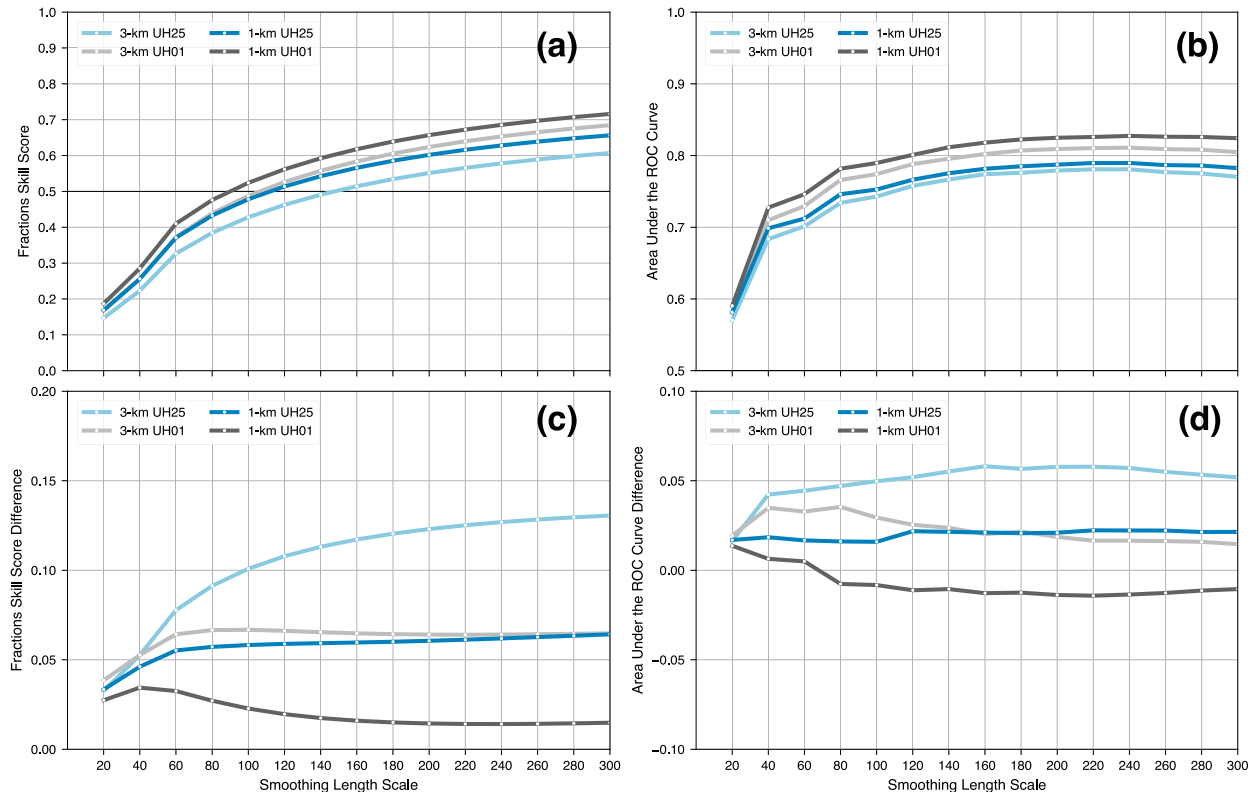 1.0
0.9
0.8
0.7
0.6
0.5
0.4
0.3
0.2
0.1
0.0
Fractions Skill Score
3-km UH25
3-km UH01
1-km UH25
1-km UH01
(a)
1.0
0.9
0.8
0.7
0.6
0.5
Area Under the ROC Curve
3-km UH25
3-km UH01
1-km UH25
1-km UH01
(b)
0.20
0.15
0.10
0.05
0.00
Fractions Skill Score Difference
3-km UH25
3-km UH01
1-km UH25
1-km UH01
(c)
20 40 60 80 100 120 140 160 180 200 220 240 260 280 300
Smoothing Length Scale
0.10
0.05
0.00
−0.05
−0.10
Area Under the ROC Curve Difference
3-km UH25
3-km UH01
1-km UH25
1-km UH01
(d)
20 40 60 80 100 120 140 160 180 200 220 240 260 280 300
Smoothing Length Scale